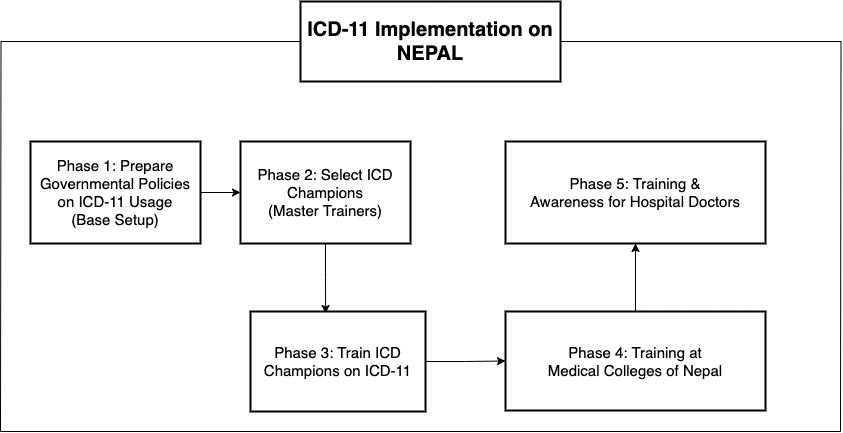 ICD-11 Implementation on
NEPAL
Phase 1: Prepare
Governmental Policies
on ICD-11 Usage
(Base Setup)
Phase 2: Select ICD
Champions
(Master Trainers)
Phase 3: Train ICD
Champions on ICD-11
Phase 4: Training at
Medical Colleges of Nepal
Phase 5: Training &
Awareness for Hospital Doctors